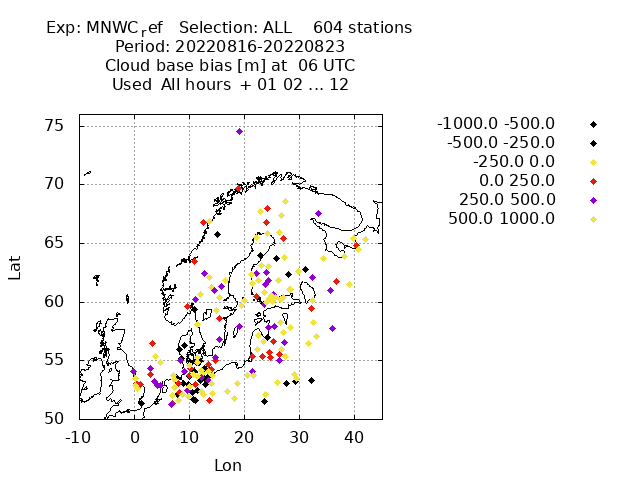 Exp: MNWC_ref   Selection: ALL    604 stations
Period: 20220816-20220823
Cloud base bias [m] at  06 UTC
Used  All hours  + 01 02 ... 12
-1000.0 -500.0
-500.0 -250.0
-250.0 0.0
0.0 250.0
250.0 500.0
500.0 1000.0
75
70
65
60
55
50
Lat
-10 0 10 20 30 40
Lon